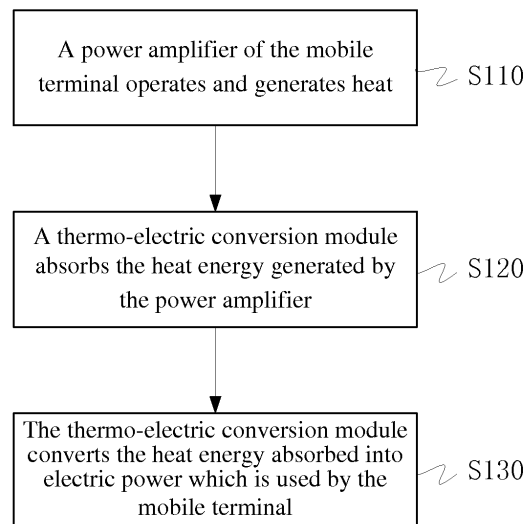 A power amplifier of the mobile
terminal operates and generates heat
S110
A thermo-electric conversion module
absorbs the heat energy generated by
the power amplifier
S120
The thermo-electric conversion module
converts the heat energy absorbed into
electric power which is used by the
mobile terminal
S130